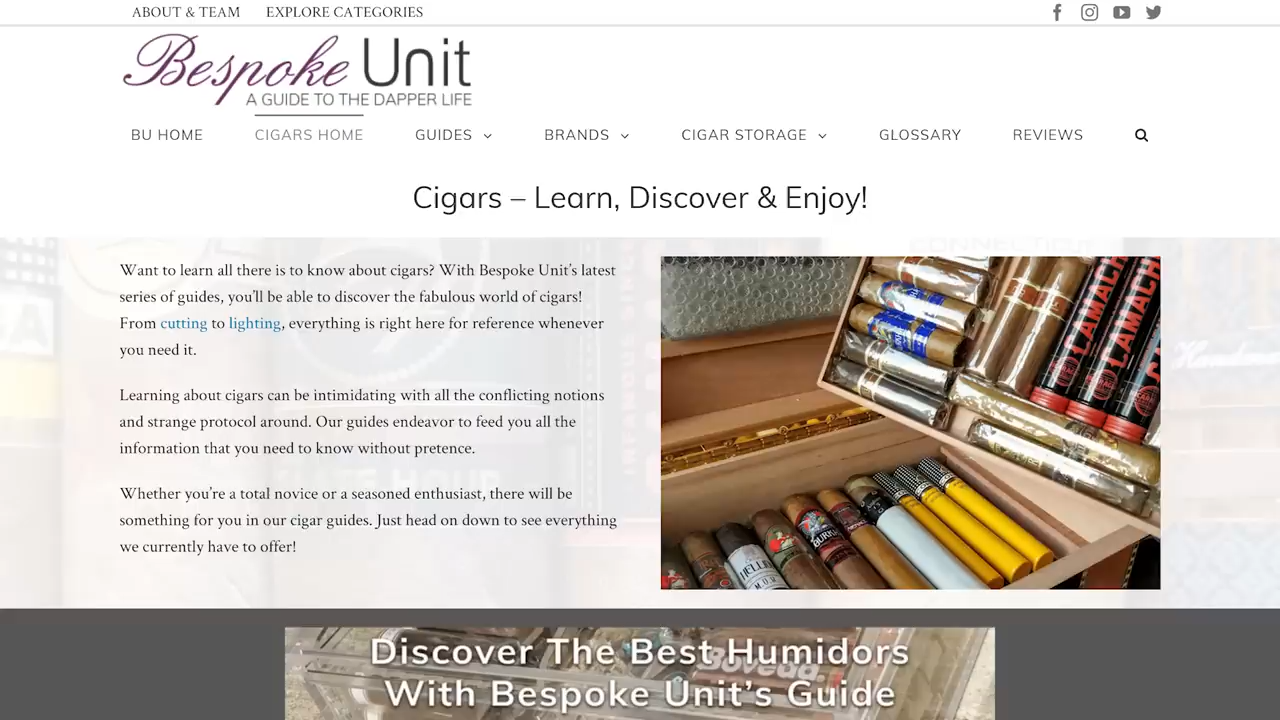 ABOUT & TEAM EXPLORE CATEGORIES
Bespoke Unit
A GUIDE TO THE DAPPER LIFE
BU HOME CIGARS HOME GUIDES BRANDS CIGAR STORAGE GLOSSARY REVIEWS
Cigars – Learn, Discover & Enjoy!
Want to learn all there is to know about cigars? With Bespoke Unit’s latest
series of guides, you’ll be able to discover the fabulous world of cigars!
From cutting to lighting, everything is right here for reference whenever
you need it.
Learning about cigars can be intimidating with all the conflicting notions
and strange protocol around. Our guides endeavor to feed you all the
information that you need to know without pretence.
Whether you’re a total novice or a seasoned enthusiast, there will be
something for you in our cigar guides. Just head on down to see everything
we currently have to offer!
CAMACH
CAMACH
Discover The Best Humidors
With Bespoke Unit’s Guide
Boveda